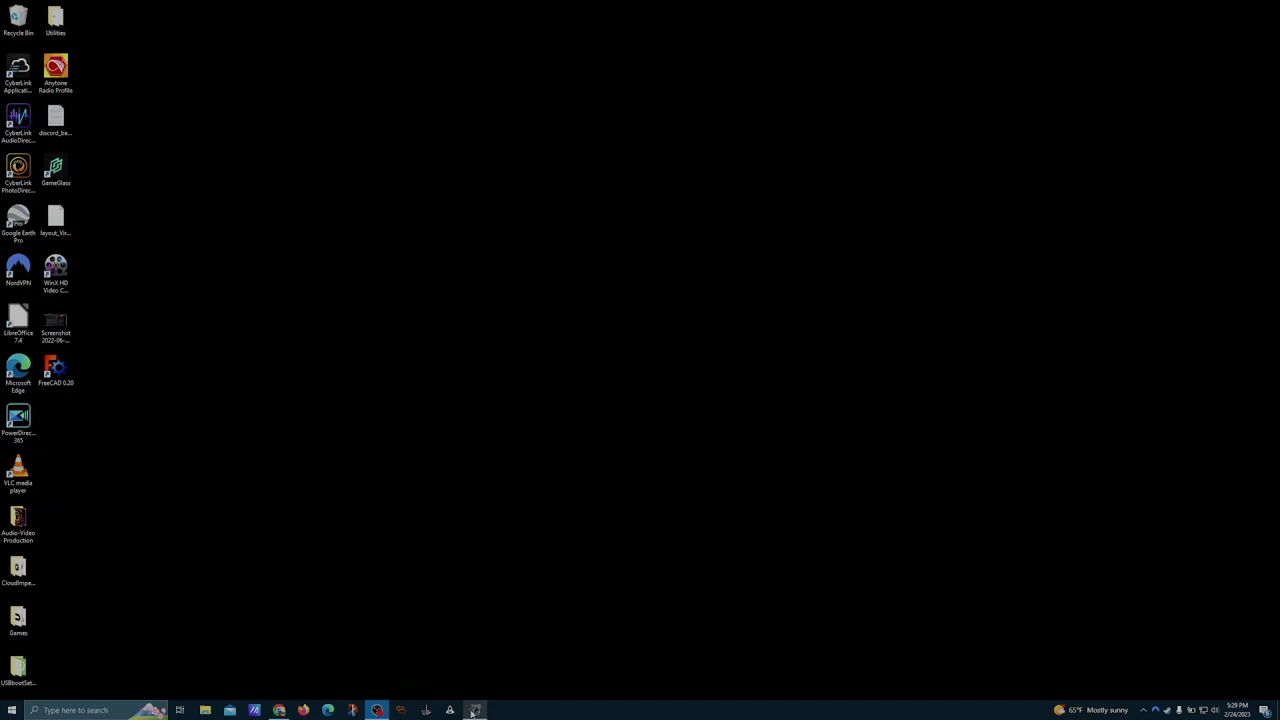 Recycle Bin
Utilities
CyberLink
Applicati...
Anytone
Radio Profile
CyberLink
AudioDirec...
discord_ba...
CyberLink
PhotoDirec...
GameGlass
Google Earth
Pro
layout_Vir...
NordVPN
WinX HD
Video C...
LibreOffice
7.4
Screenshot
2022-06-...
Microsoft
Edge
FreeCAD 0.20
PowerDirec...
365
VLC media
player
Audio-Video
Production
CloudImpe...
Games
USBbootSet...
Type here to search
65°F Mostly sunny
5:29 PM
2/24/2023